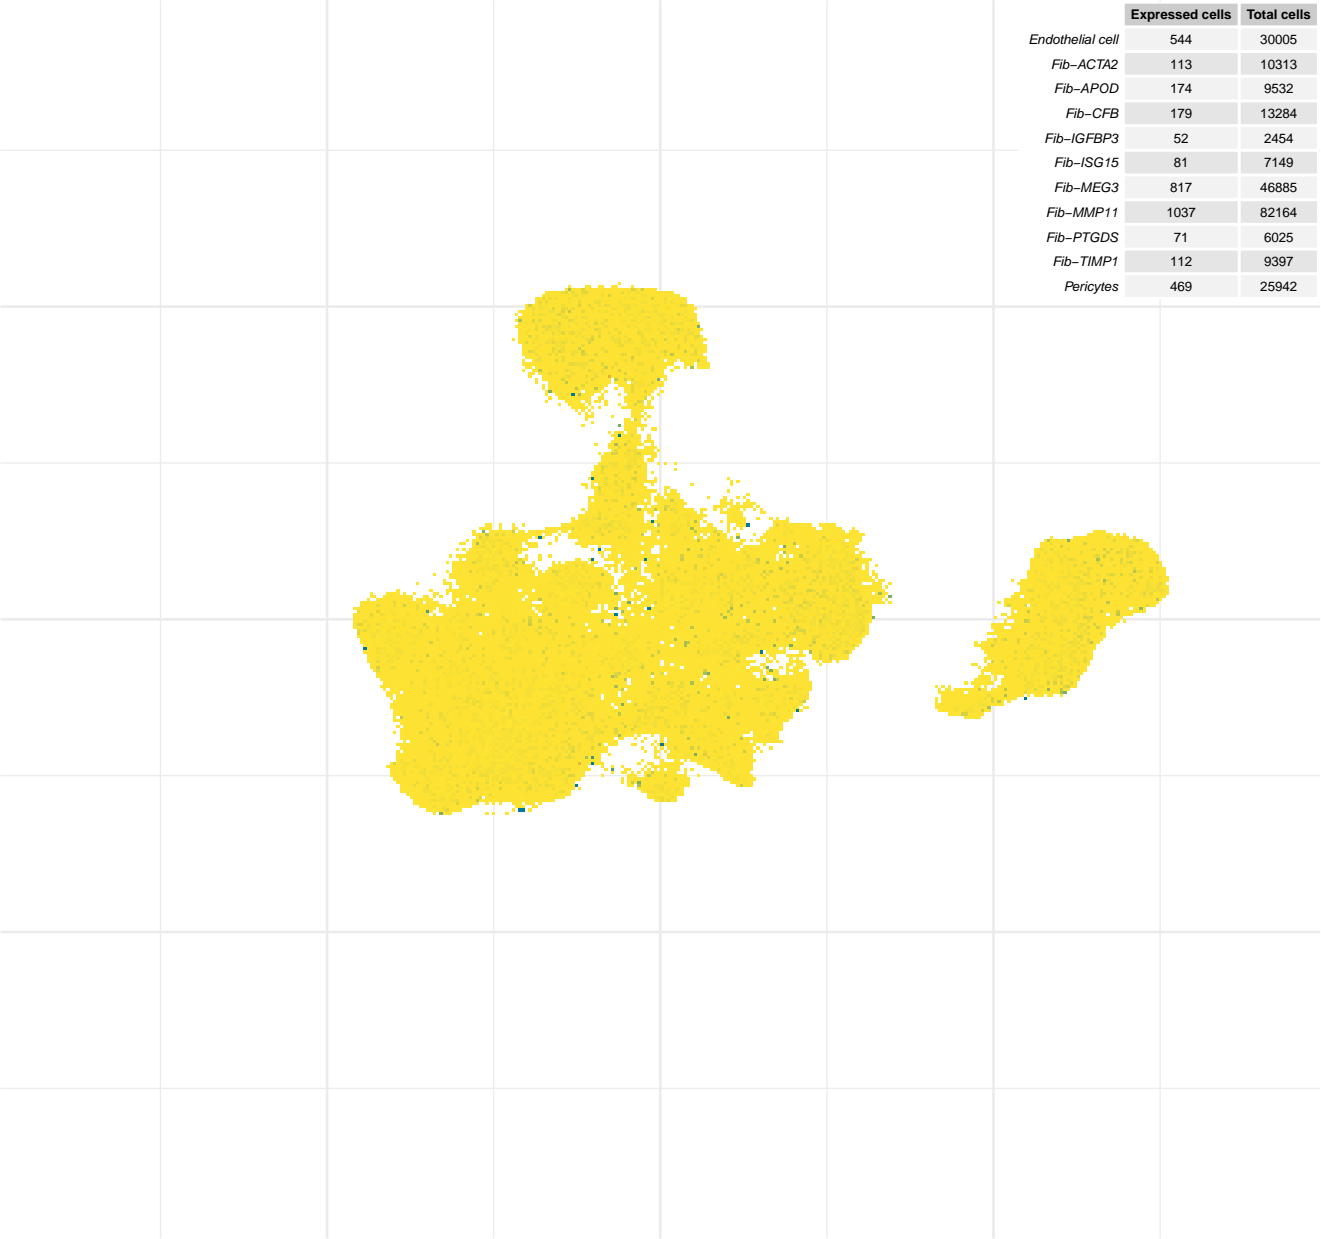 Expressed cells Total cells
Endothelial cell 544 30005
Fib−ACTA2 113 10313
Fib−APOD 174 9532
Fib−CFB 179 13284
Fib−IGFBP3 52 2454
Fib−ISG15 81 7149
Fib−MEG3 817 46885
Fib−MMP11 1037 82164
Fib−PTGDS 71 6025
Fib−TIMP1 112 9397
Pericytes 469 25942